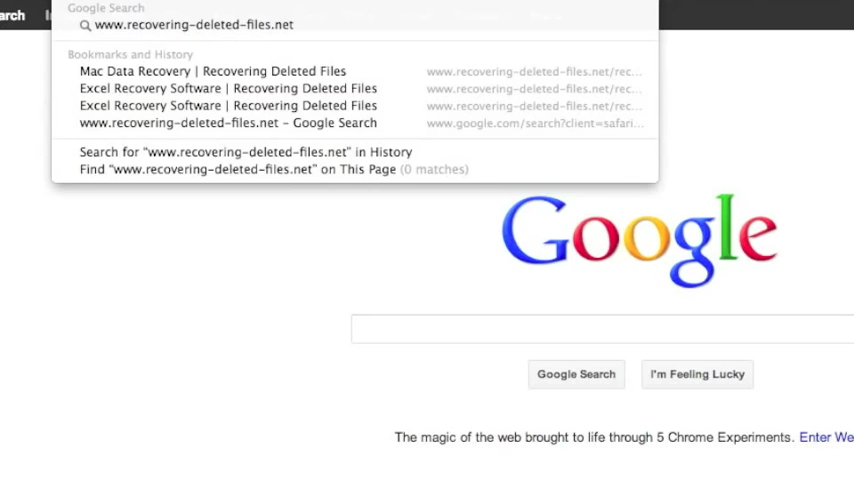 arch
Google Search
www.recovering-deleted-files.net
Bookmarks and History
Mac Data Recovery | Recovering Deleted Files www.recovering-deleted-files.net/rec...
Excel Recovery Software | Recovering Deleted Files www.recovering-deleted-files.net/rec...
Excel Recovery Software | Recovering Deleted Files www.recovering-deleted-files.net/rec...
www.recovering-deleted-files.net - Google Search www.google.com/search?client=safari...
Search for "www.recovering-deleted-files.net" in History
Find "www.recovering-deleted-files.net" on This Page (0 matches)
Google
Google Search I'm Feeling Lucky
The magic of the web brought to life through 5 Chrome Experiments. Enter We